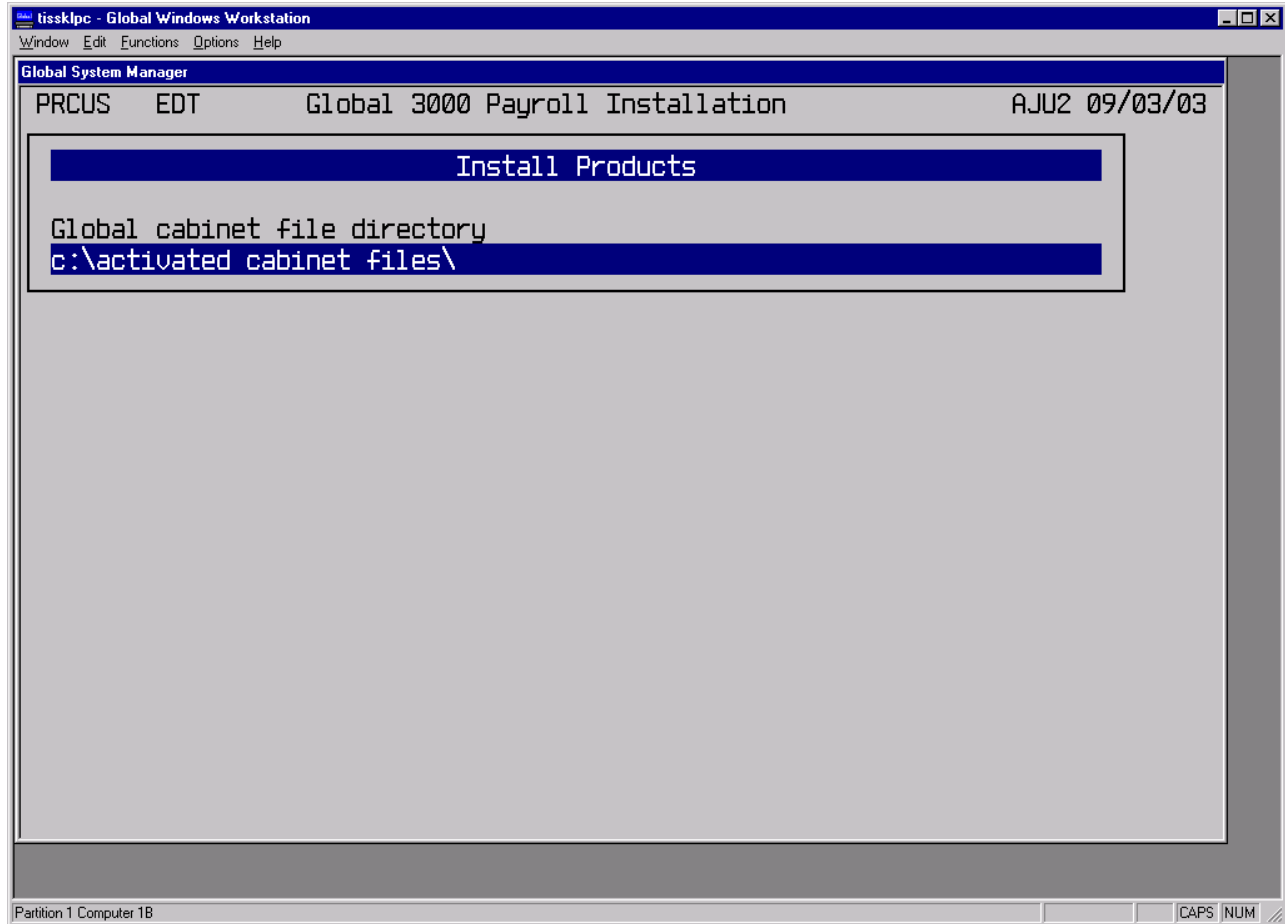 tissklpc - Global Windows Workstation
Window Edit Functions Options Help
Global System Manager
PRCUS EDT Global 3000 Payroll Installation AJU2 09/03/03
Install Products
Global cabinet file directory
c:\activated cabinet files\
Partition 1 Computer 1B CAPS NUM